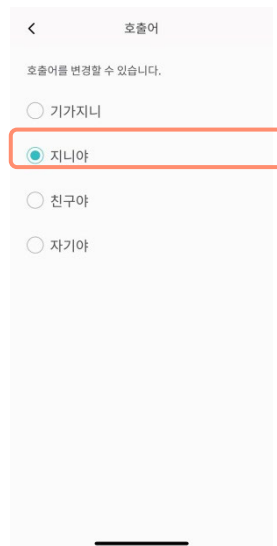 호출어
호출어를 변경할 수 있습니다.
기가지니
지니야
친구야
자기야